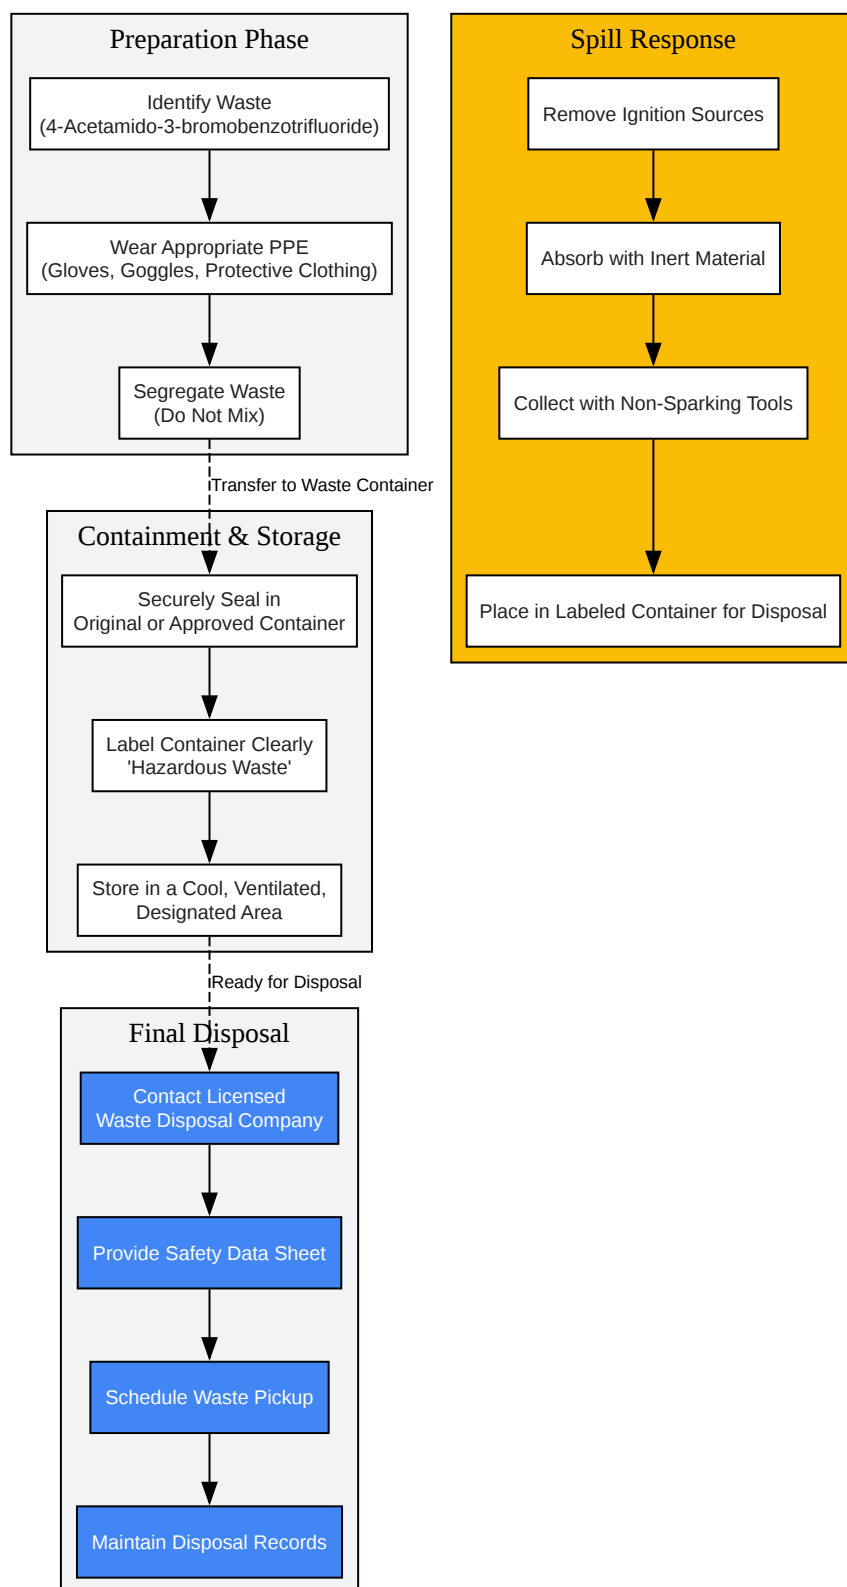 Preparation Phase
Identify Waste
(4-Acetamido-3-bromobenzotrifluoride)
Wear Appropriate PPE
(Gloves, Goggles, Protective Clothing)
Segregate Waste
(Do Not Mix)
Transfer to Waste Container
Containment & Storage
Securely Seal in
Original or Approved Container
Label Container Clearly
'Hazardous Waste'
Store in a Cool, Ventilated,
Designated Area
Ready for Disposal
Final Disposal
Contact Licensed
Waste Disposal Company
Provide Safety Data Sheet
Schedule Waste Pickup
Maintain Disposal Records
Spill Response
Remove Ignition Sources
Absorb with Inert Material
Collect with Non-Sparking Tools
Place in Labeled Container for Disposal